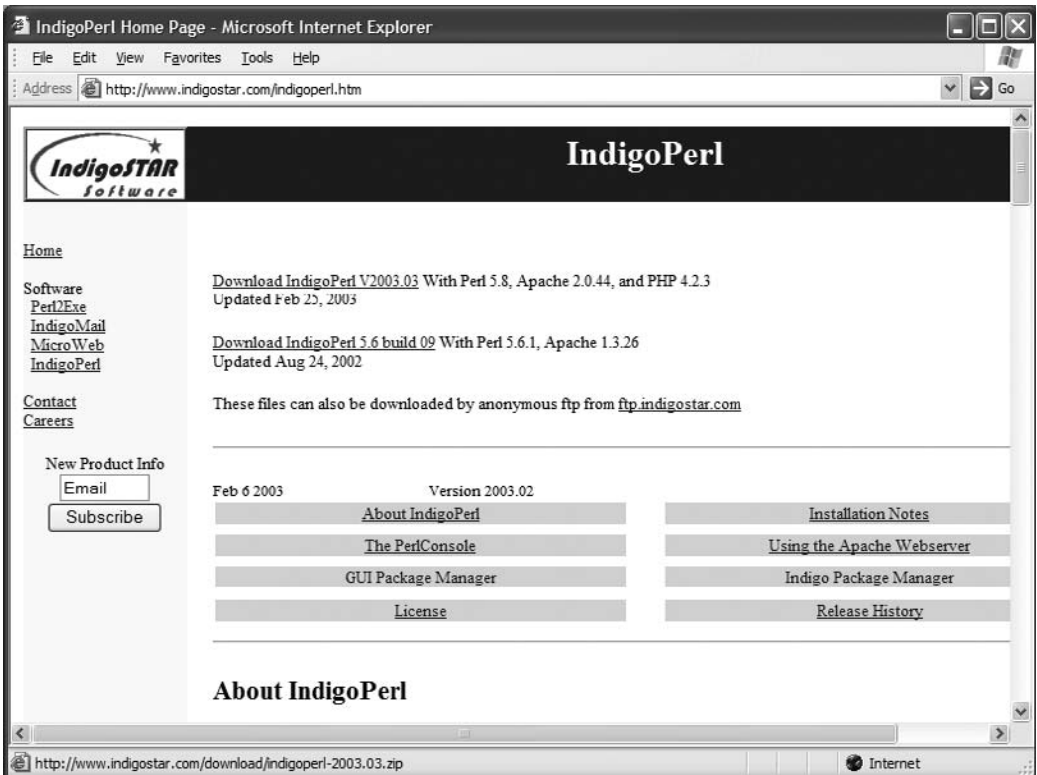 IndigoPerl Home Page - Microsoft Internet Explorer
File Edit View Favorites Tools Help
Address http://www.indigostar.com/indigoperl.htm Go
IndigoSTAR
Software
IndigoPerl
Home
Software
Perl2Exe
IndigoMail
MicroWeb
IndigoPerl
Contact
Careers
New Product Info
Email
Subscribe
Download IndigoPerl V2003.03 With Perl 5.8, Apache 2.0.44, and PHP 4.2.3
Updated Feb 25, 2003
Download IndigoPerl 5.6 build 09 With Perl 5.6.1, Apache 1.3.26
Updated Aug 24, 2002
These files can also be downloaded by anonymous ftp from ftp.indigostar.com
Feb 6 2003 Version 2003.02
About IndigoPerl Installation Notes
The PerlConsole Using the Apache Webserver
GUI Package Manager Indigo Package Manager
License Release History
About IndigoPerl
http://www.indigostar.com/download/indigoperl-2003.03.zip Internet